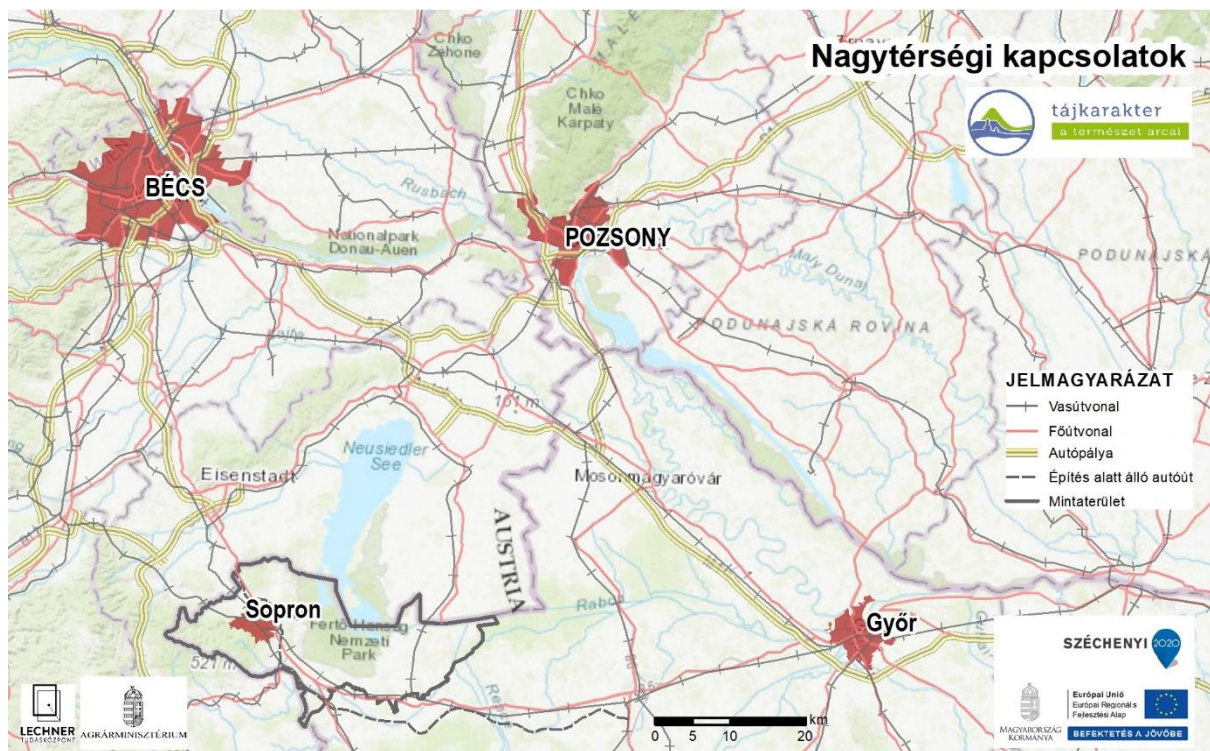 Nagytérségi kapcsolatok
tájkarakter
a természet arcai
Chko
Záhorie
Chko
Malé
Karpaty
WIEN
BÉCS
Rusbach
Nationalpark
Donau-Auen
POZSONY
Maly Dunaj
PODUNAJSKÁ
PODUNAJSKÁ ROVINA
161 m
JELMAGYARÁZAT
Vasútvonal
Főútvonal
Autópálya
Építés alatt álló autóút
Mintaterület
Neusiedler
See
Eisenstadt
Mosonmagyaróvár
AUSTRIA
Sopron
Fertő-Hanság
Nemzeti
Park
521 m
Győr
km
0 5 10 20
LECHNER
TUDÁSKÖZPONT
AGRÁRMINISZTÉRIUM
SZÉCHENYI 2020
MAGYARORSZÁG
KORMÁNYA
Európai Unió
Európai Regionális
Fejlesztési Alap
BEFEKTETÉS A JÖVŐBE